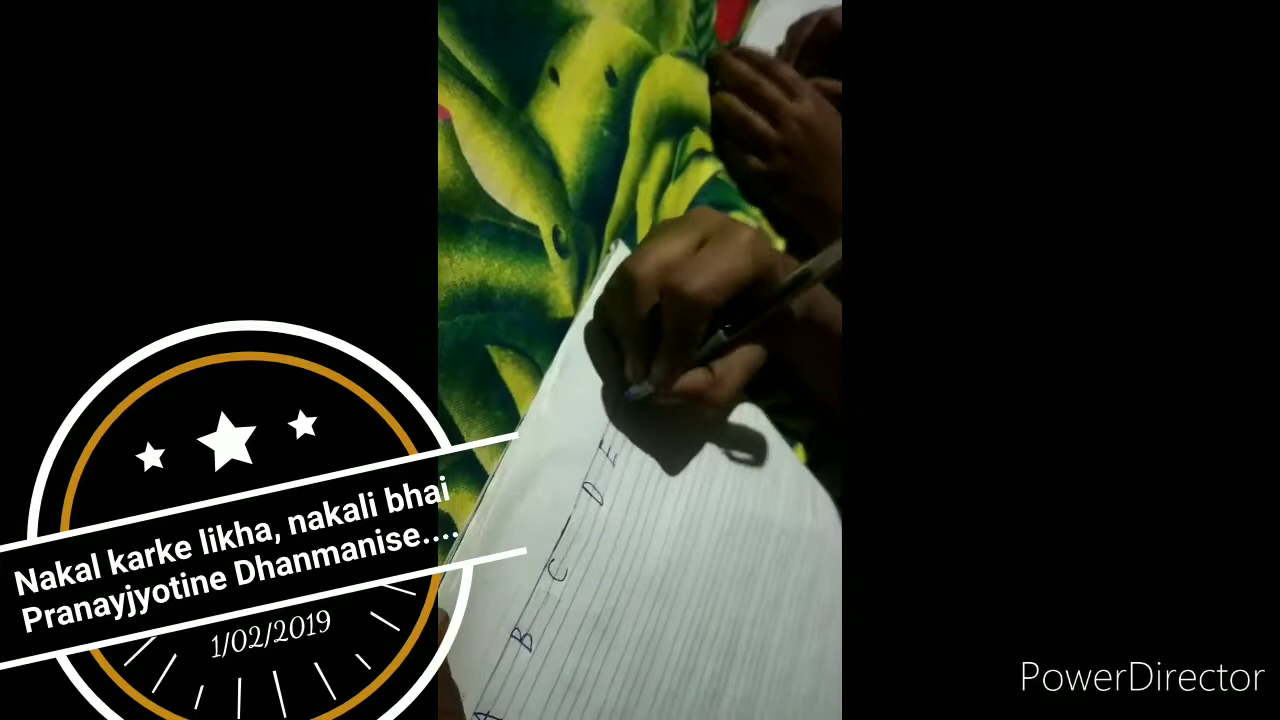 Nakal karke likha, nakali bhai
Pranayjyotine Dhanmanise....
1/02/2019
A B C D E
PowerDirector